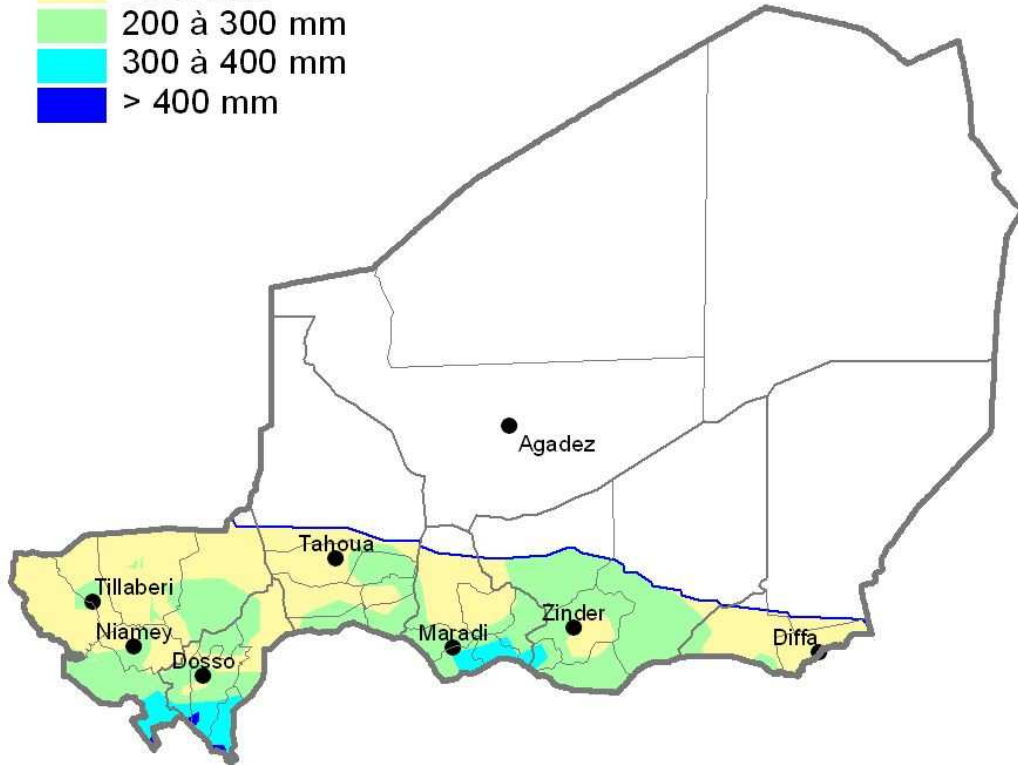 200 à 300 mm
300 à 400 mm
> 400 mm
Agadez
Tahoua
Tillaberi
Zinder
Niamey
Maradi
Diffa
Dosso